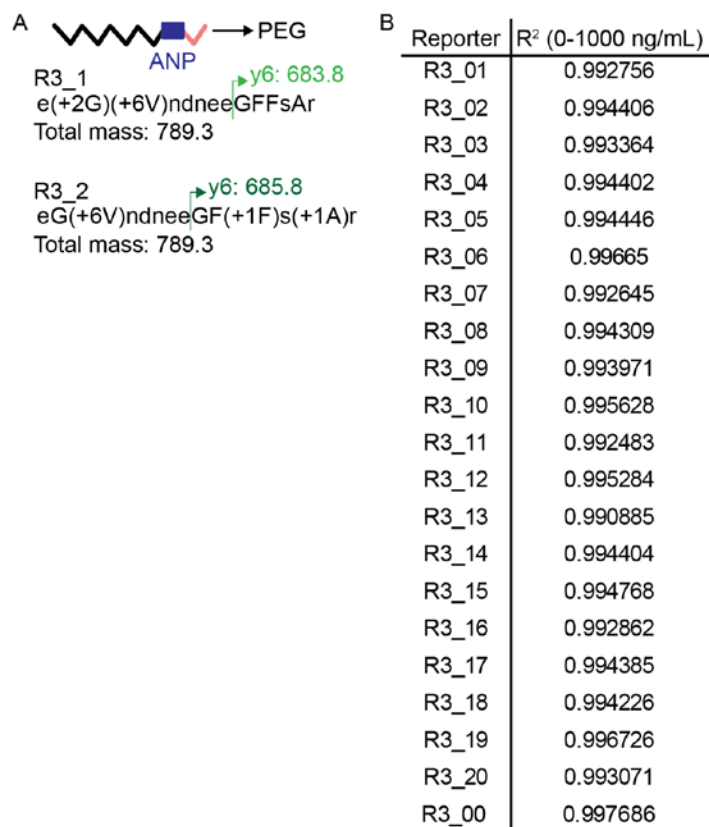 A
PEG
ANP
R3_1
y6: 683.8
e(+2G)(+6V)ndneeGFFsAr
Total mass: 789.3
R3_2
y6: 685.8
eG(+6V)ndneeGF(+1F)s(+1A)r
Total mass: 789.3
B
Reporter R² (0-1000 ng/mL)
R3_01 0.992756
R3_02 0.994406
R3_03 0.993364
R3_04 0.994402
R3_05 0.994446
R3_06 0.99665
R3_07 0.992645
R3_08 0.994309
R3_09 0.993971
R3_10 0.995628
R3_11 0.992483
R3_12 0.995284
R3_13 0.990885
R3_14 0.994404
R3_15 0.994768
R3_16 0.992862
R3_17 0.994385
R3_18 0.994226
R3_19 0.996726
R3_20 0.993071
R3_00 0.997686